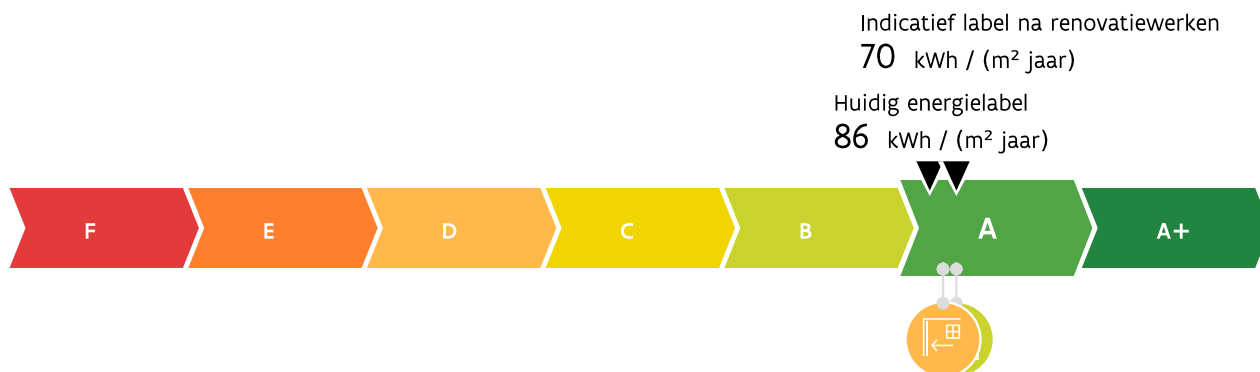 Indicatief label na renovatiewerken
70 kWh / (m² jaar)
Huidig energielabel
86 kWh / (m² jaar)
F E D C B A A+